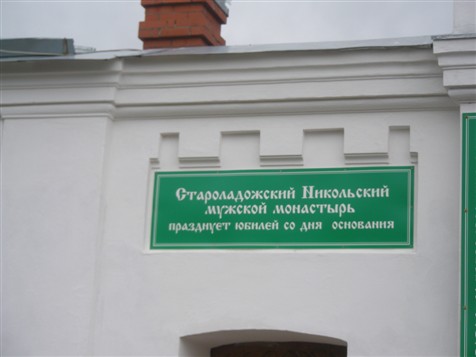 Староладожский Никольский
мужской монастырь
празднует юбилей со дня основания